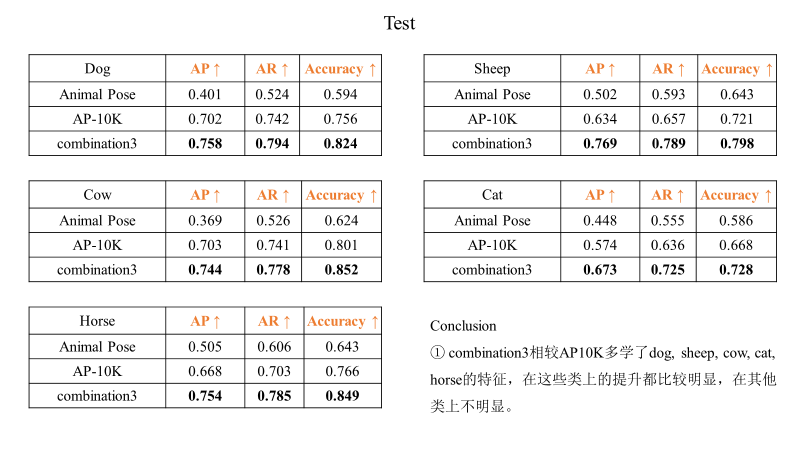 Test
Dog AP ↑ AR ↑ Accuracy ↑
Animal Pose 0.401 0.524 0.594
AP-10K 0.702 0.742 0.756
combination3 0.758 0.794 0.824
Sheep AP ↑ AR ↑ Accuracy ↑
Animal Pose 0.502 0.593 0.643
AP-10K 0.634 0.657 0.721
combination3 0.769 0.789 0.798
Cow AP ↑ AR ↑ Accuracy ↑
Animal Pose 0.369 0.526 0.624
AP-10K 0.703 0.741 0.801
combination3 0.744 0.778 0.852
Cat AP ↑ AR ↑ Accuracy ↑
Animal Pose 0.448 0.555 0.586
AP-10K 0.574 0.636 0.668
combination3 0.673 0.725 0.728
Horse AP ↑ AR ↑ Accuracy ↑
Animal Pose 0.505 0.606 0.643
AP-10K 0.668 0.703 0.766
combination3 0.754 0.785 0.849
Conclusion
① combination3相较AP10K多学了dog, sheep, cow, cat,
horse的特征，在这些类上的提升都比较明显，在其他
类上不明显。